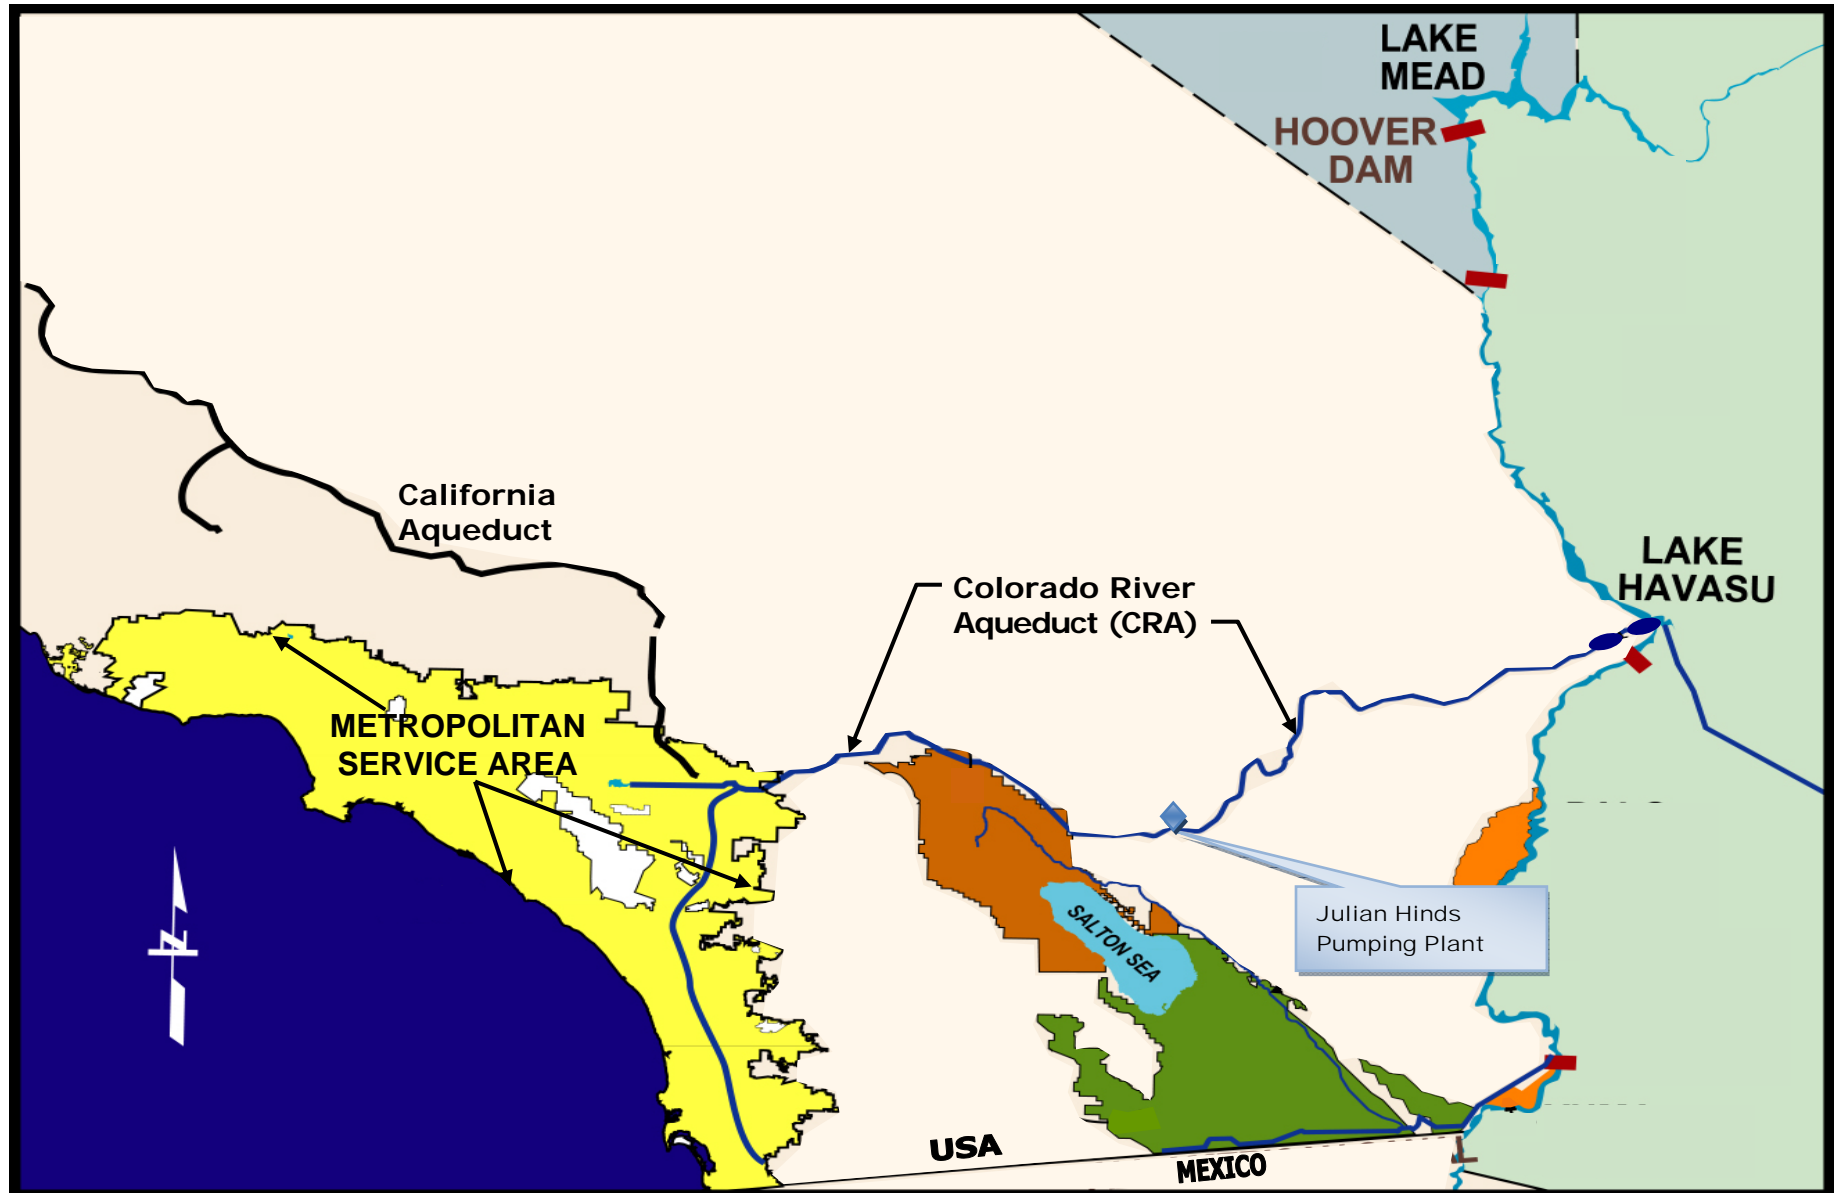 LAKE
MEAD
HOOVER
DAM
California
Aqueduct
LAKE
HAVASU
Colorado River
Aqueduct (CRA)
METROPOLITAN
SERVICE AREA
Julian Hinds
Pumping Plant
SALTON SEA
N
USA
MEXICO